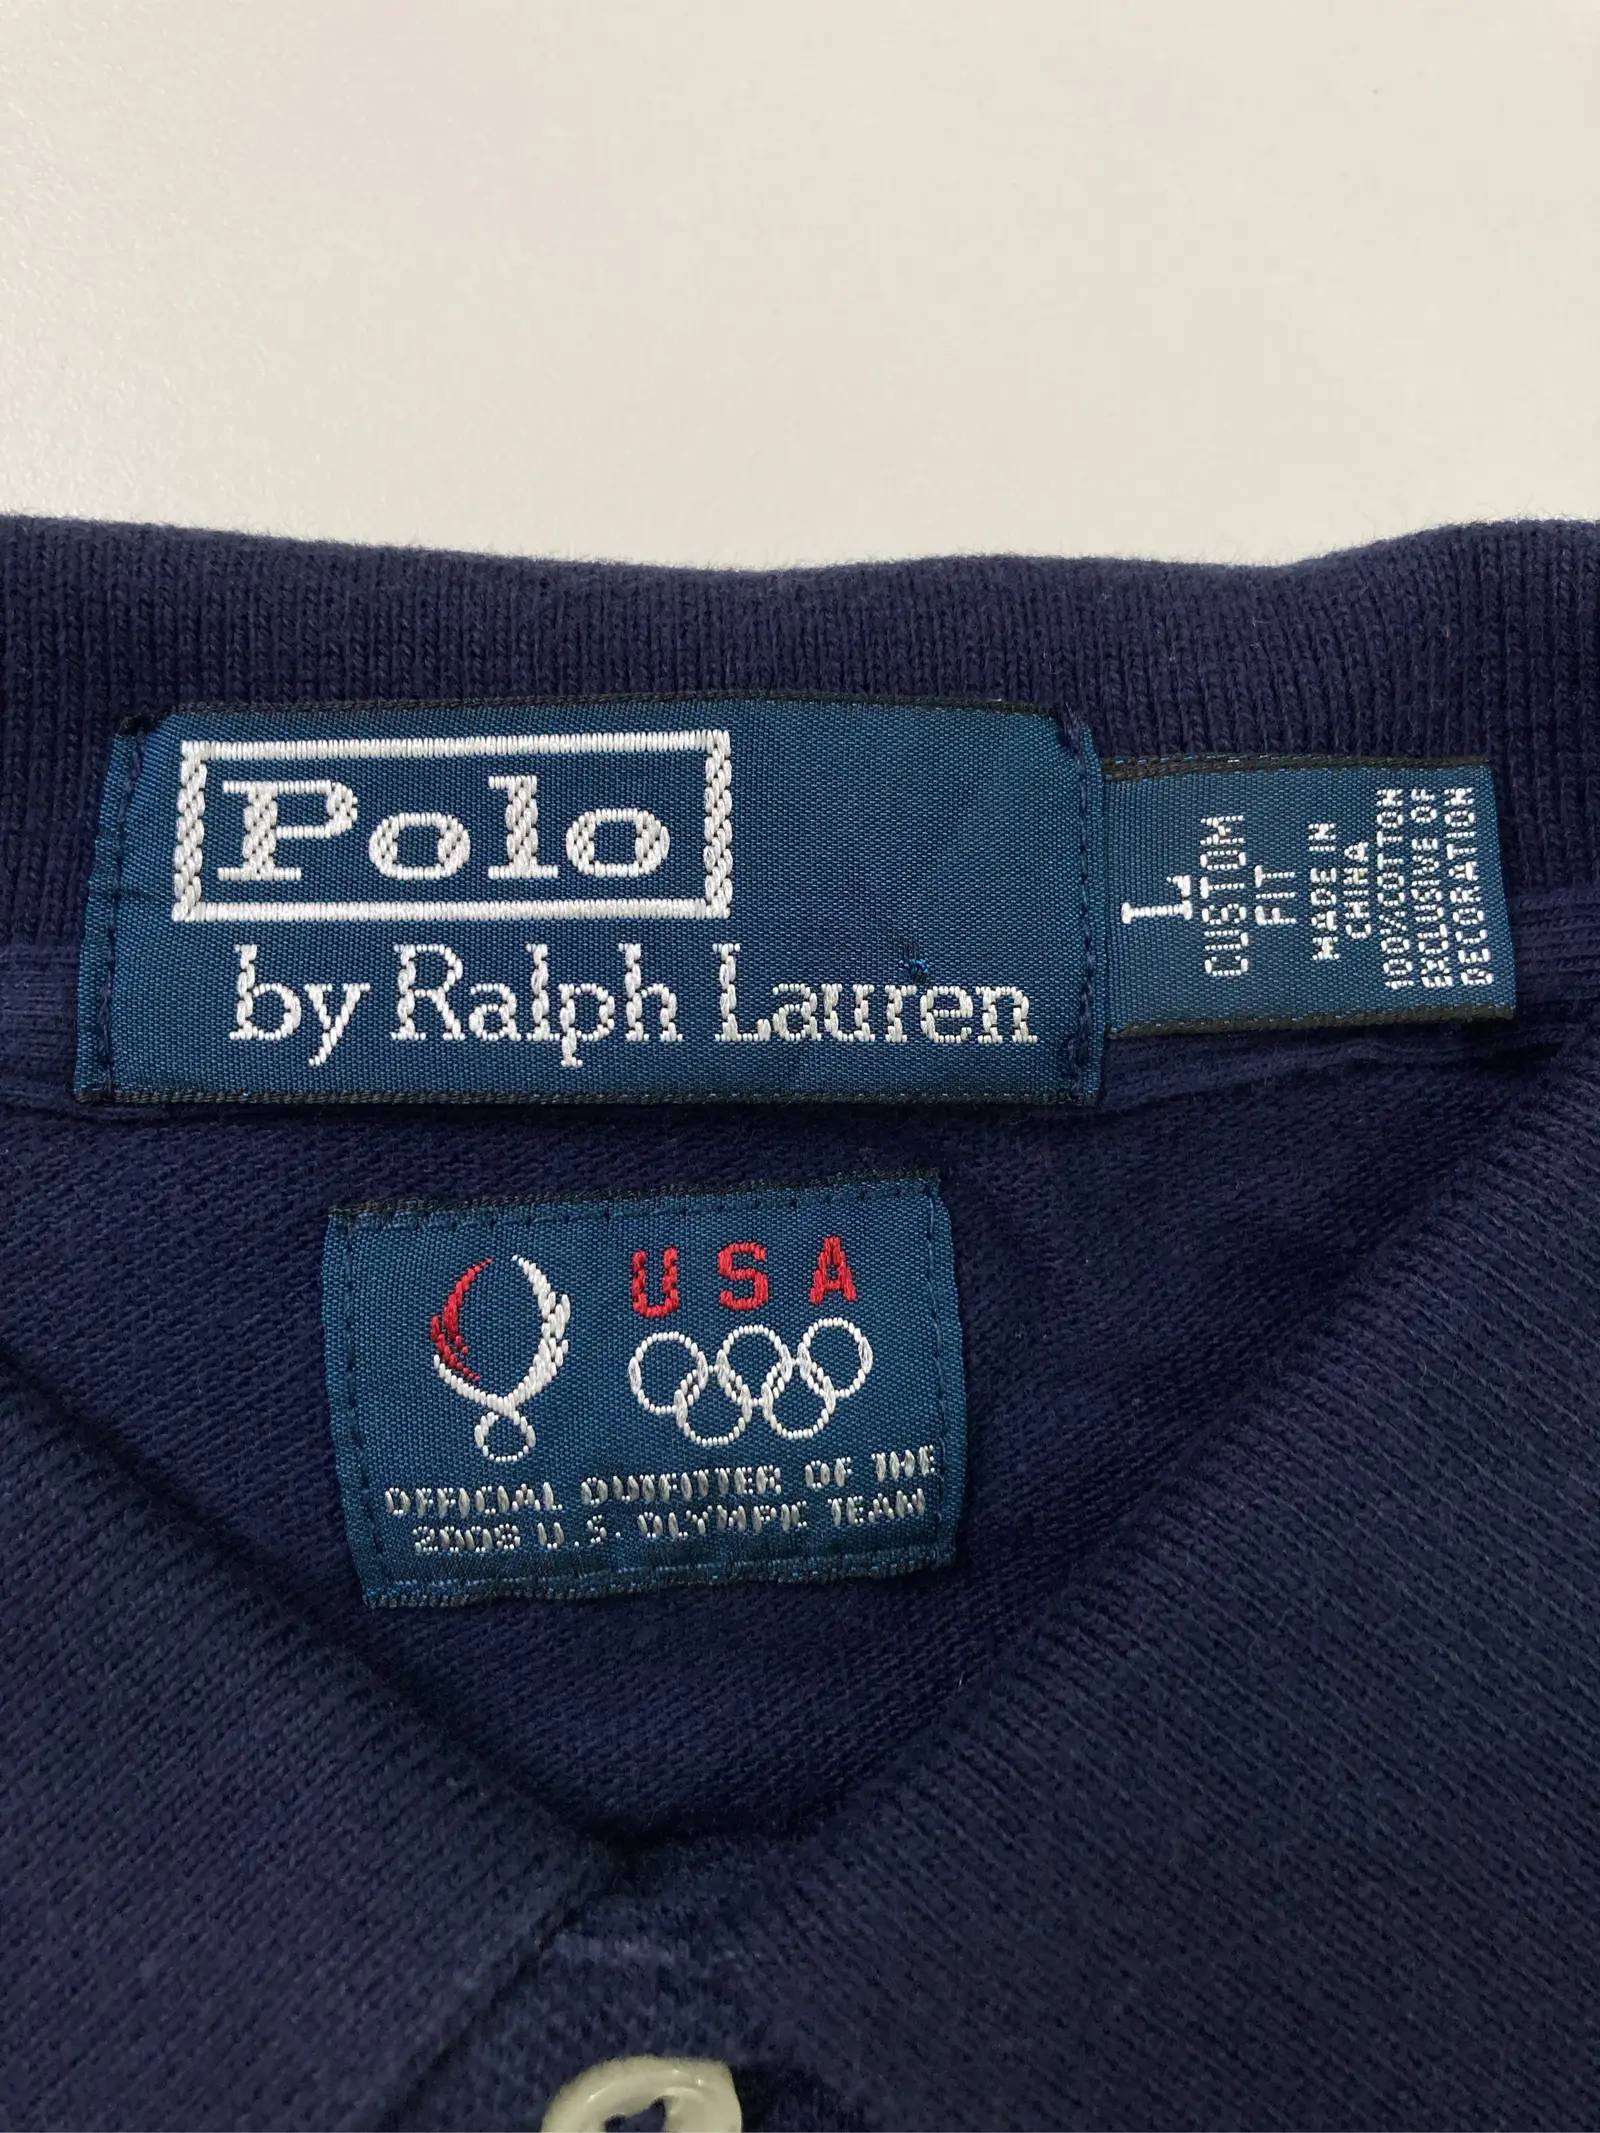 Polo
by Ralph Lauren
L
CUSTOM
FIT
MADE IN
CHINA
100%COTTON
EXCLUSIVE OF
DECORATION
USA
OFFICIAL OUTFITTER OF THE
2008 U.S. OLYMPIC TEAM